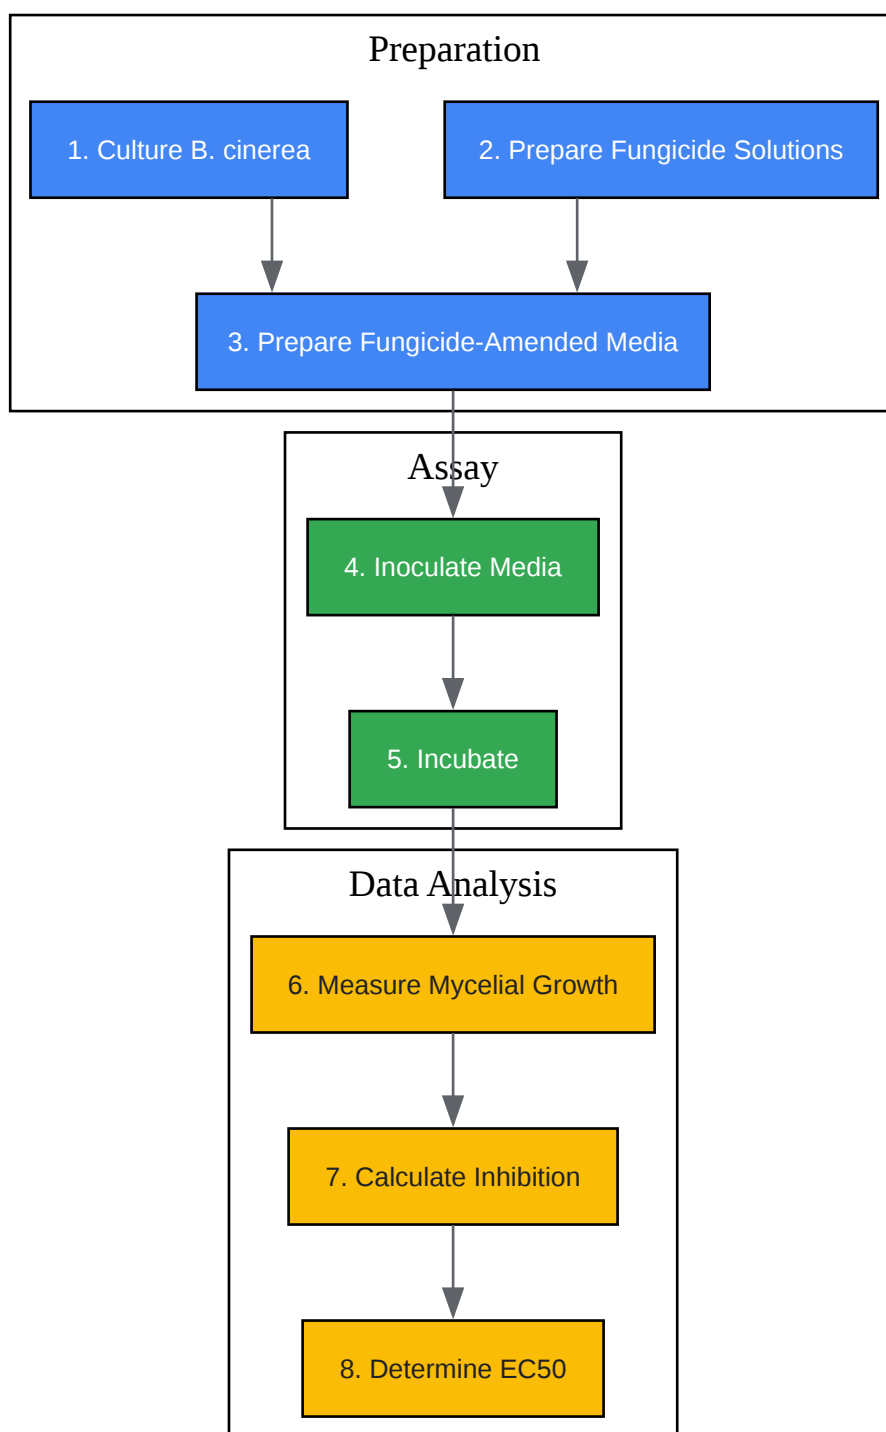 Preparation
1. Culture B. cinerea
2. Prepare Fungicide Solutions
3. Prepare Fungicide-Amended Media
Assay
4. Inoculate Media
5. Incubate
Data Analysis
6. Measure Mycelial Growth
7. Calculate Inhibition
8. Determine EC50